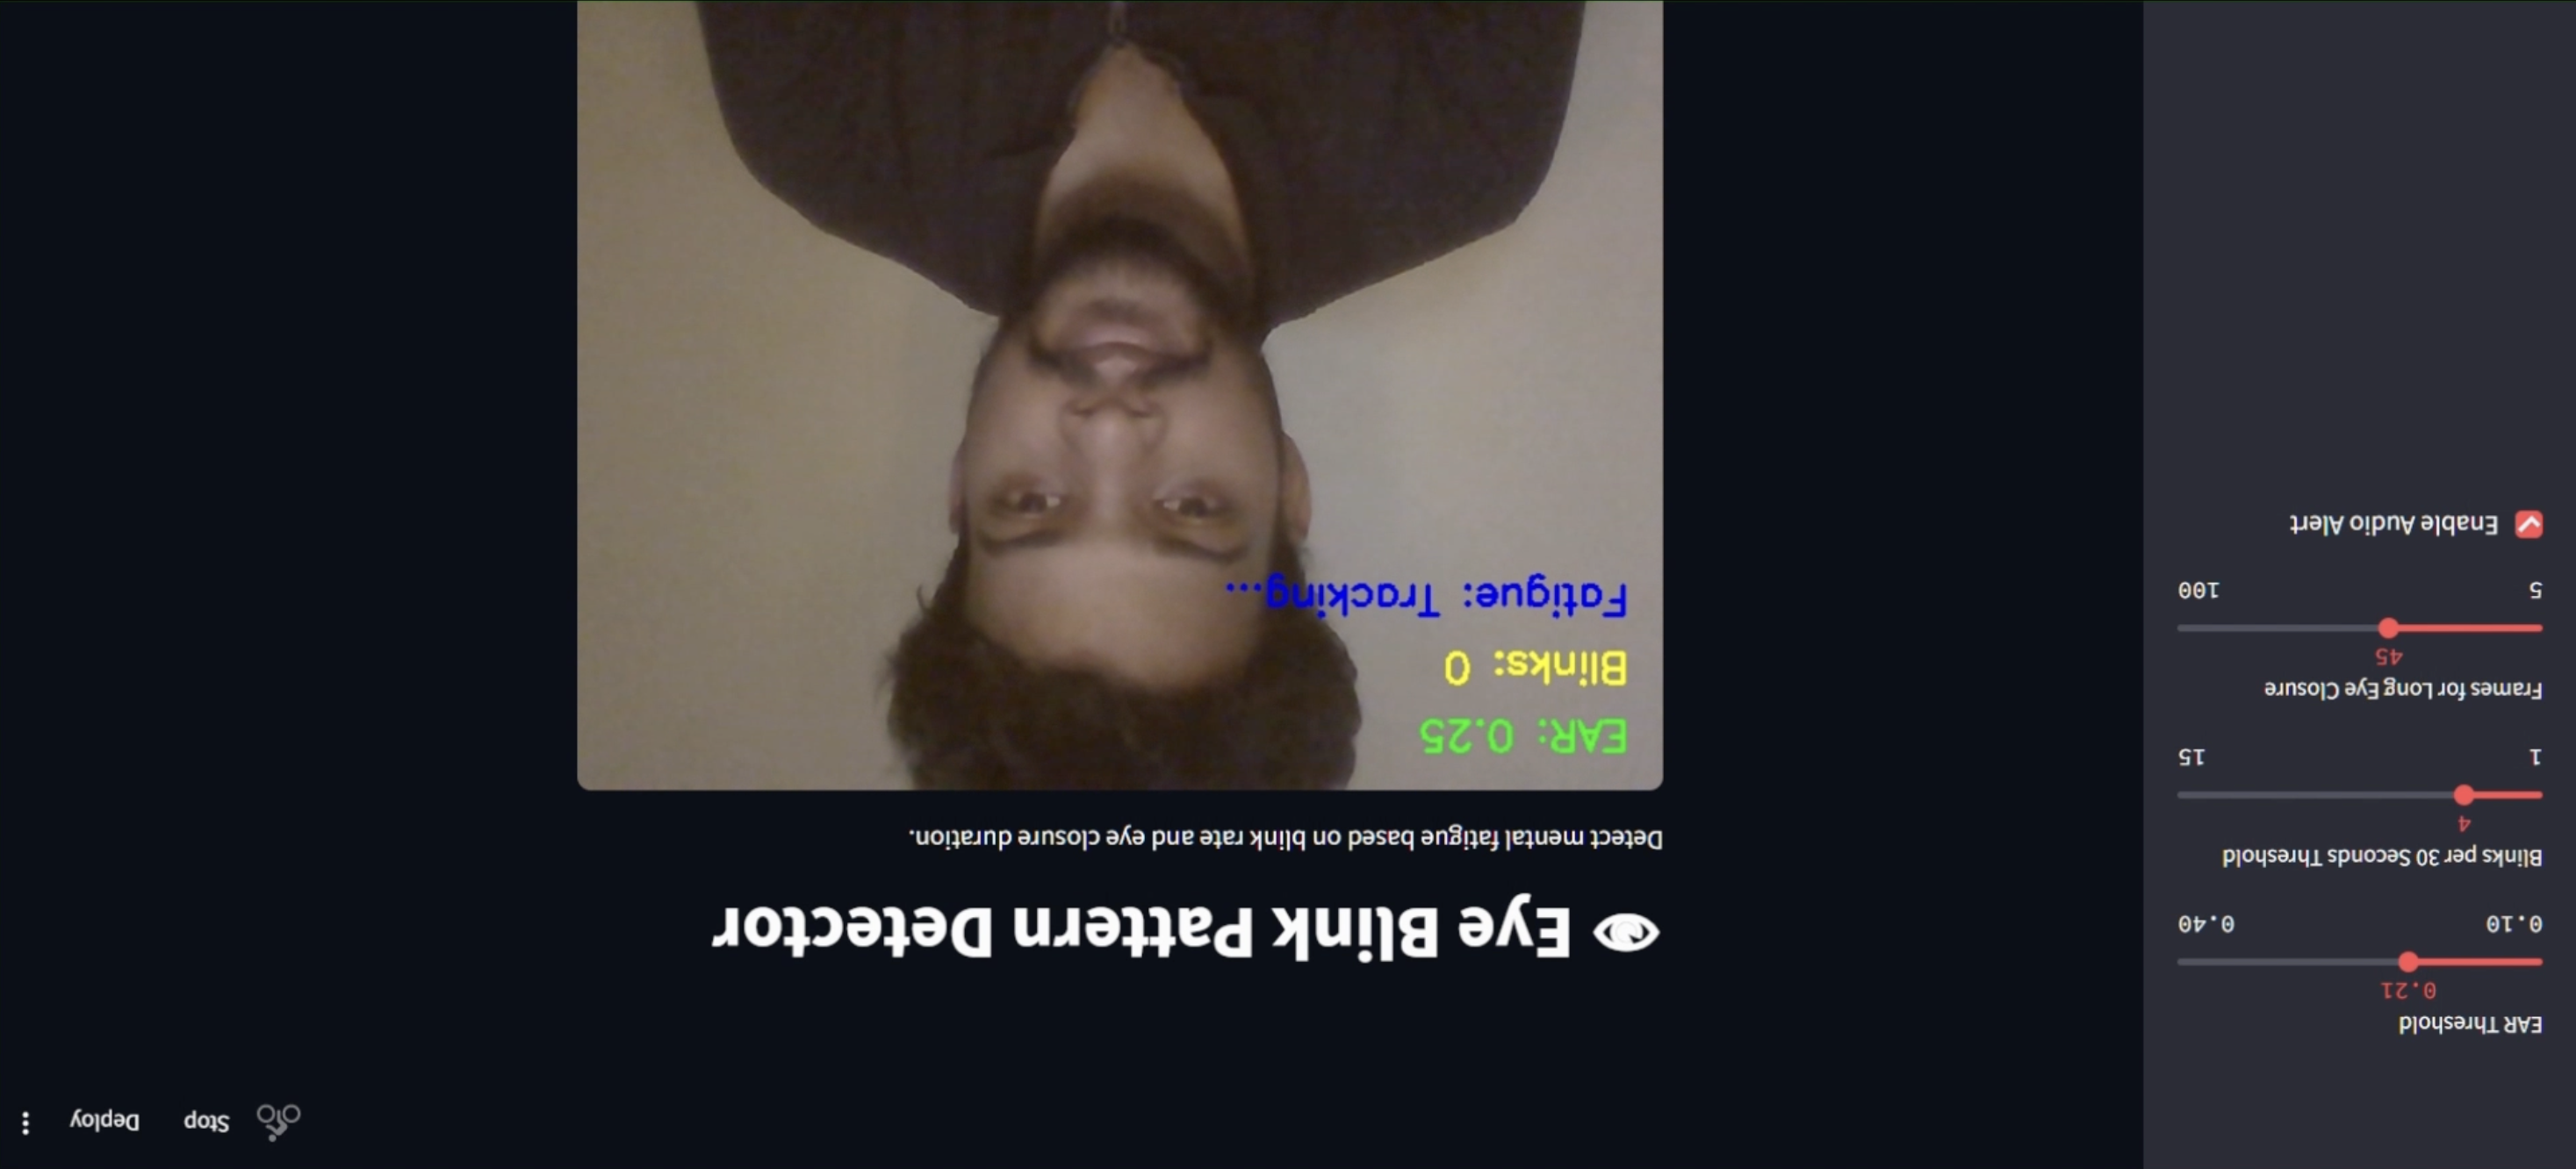 Stop Deploy
EAR Threshold
0.21
0.10 0.40
Blinks per 30 Seconds Threshold
4
1 15
Frames for Long Eye Closure
45
5 100
Enable Audio Alert
Eye Blink Pattern Detector
Detect mental fatigue based on blink rate and eye closure duration.
EAR: 0.25
Blinks: 0
Fatigue: Tracking...